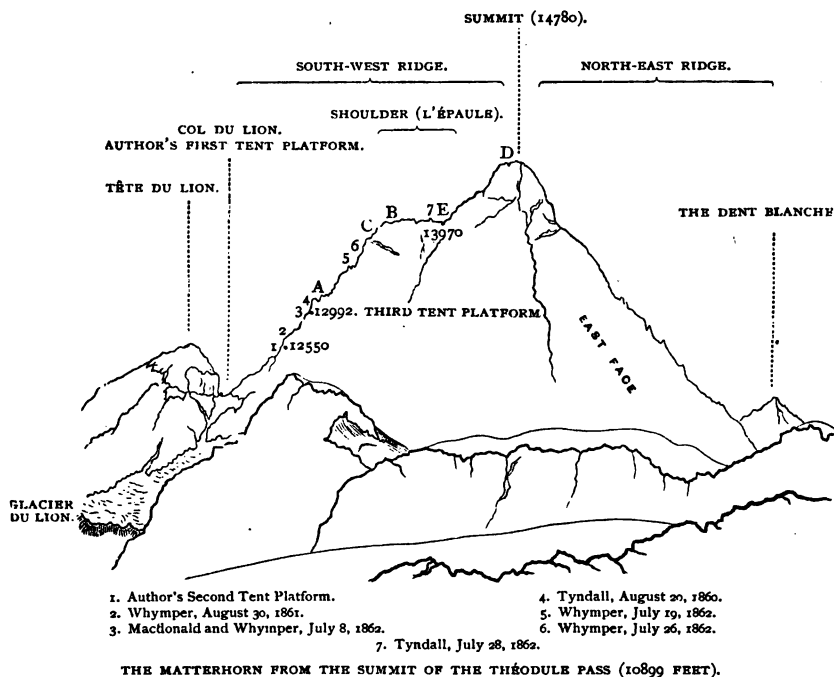 SUMMIT (14780).
SOUTH-WEST RIDGE.
NORTH-EAST RIDGE.
SHOULDER (L'ÉPAULE).
COL DU LION.
AUTHOR'S FIRST TENT PLATFORM.
TÊTE DU LION.
THE DENT BLANCHE
D
C
B
7 E
13970
6
5
A
4
3 12992. THIRD TENT PLATFORM
2
1 12550
EAST FACE
GLACIER
DU LION.
1. Author's Second Tent Platform.
2. Whymper, August 30, 1861.
3. Macdonald and Whymper, July 8, 1862.
4. Tyndall, August 20, 1860.
5. Whymper, July 19, 1862.
6. Whymper, July 26, 1862.
7. Tyndall, July 28, 1862.
THE MATTERHORN FROM THE SUMMIT OF THE THÉODULE PASS (10899 FEET).